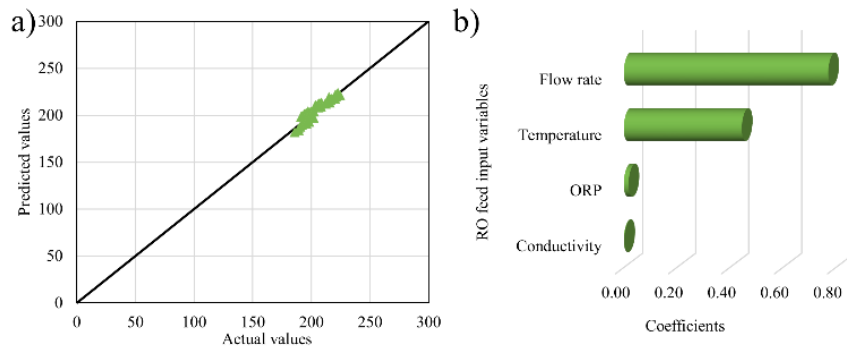 a)
300
250
200
150
100
50
0
0 50 100 150 200 250 300
Predicted values
Actual values
b)
RO feed input variables
Flow rate
Temperature
ORP
Conductivity
0.00 0.20 0.40 0.60 0.80
Coefficients